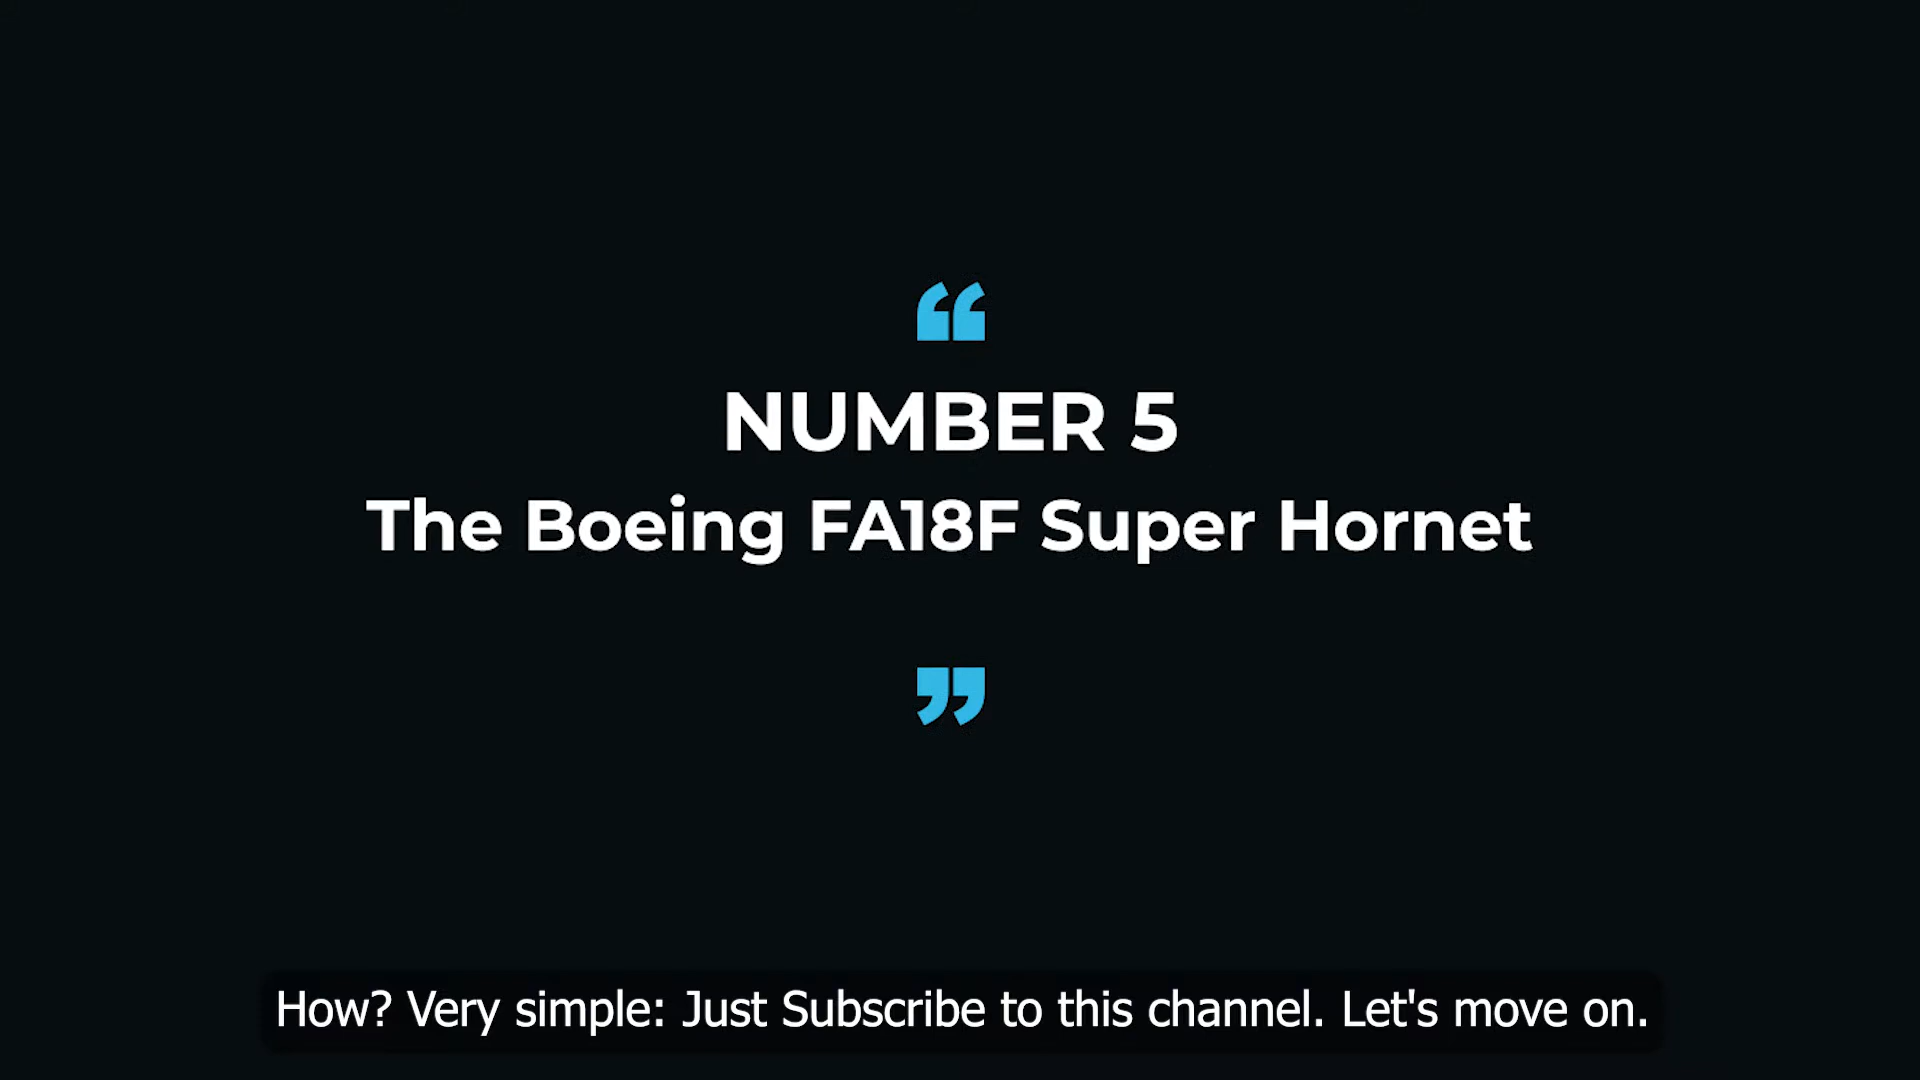 “
NUMBER 5
The Boeing FA18F Super Hornet
”
How? Very simple: Just Subscribe to this channel. Let's move on.